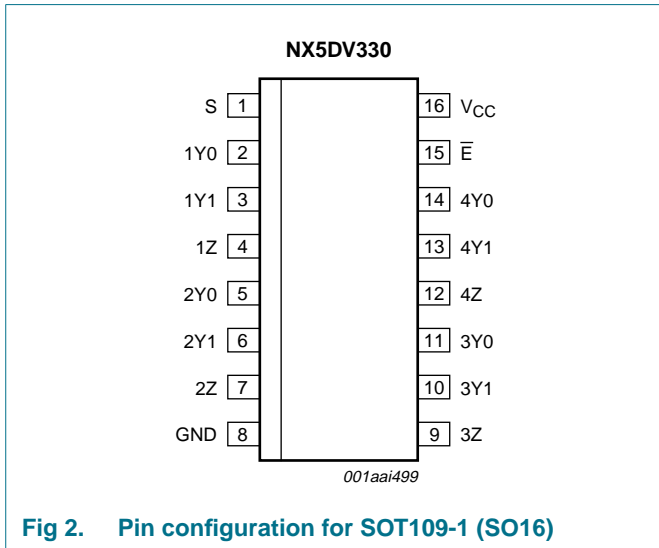 NX5DV330
S 1 16 VCC
1Y0 2 15 E̅
1Y1 3 14 4Y0
1Z 4 13 4Y1
2Y0 5 12 4Z
2Y1 6 11 3Y0
2Z 7 10 3Y1
GND 8 9 3Z
001aai499
Fig 2. Pin configuration for SOT109-1 (SO16)